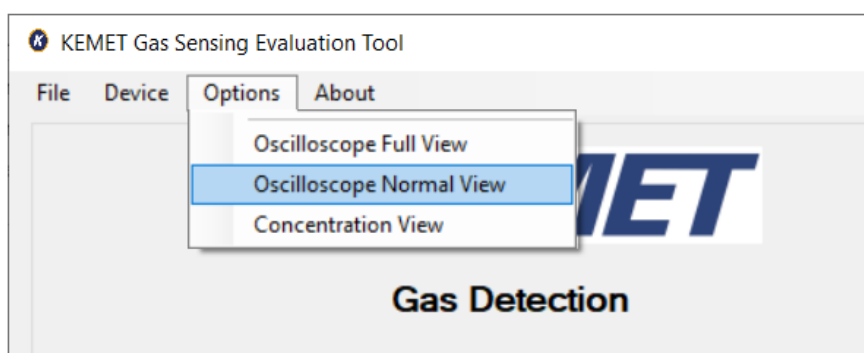 KEMET Gas Sensing Evaluation Tool
File Device Options About
Oscilloscope Full View
Oscilloscope Normal View
Concentration View
Gas Detection